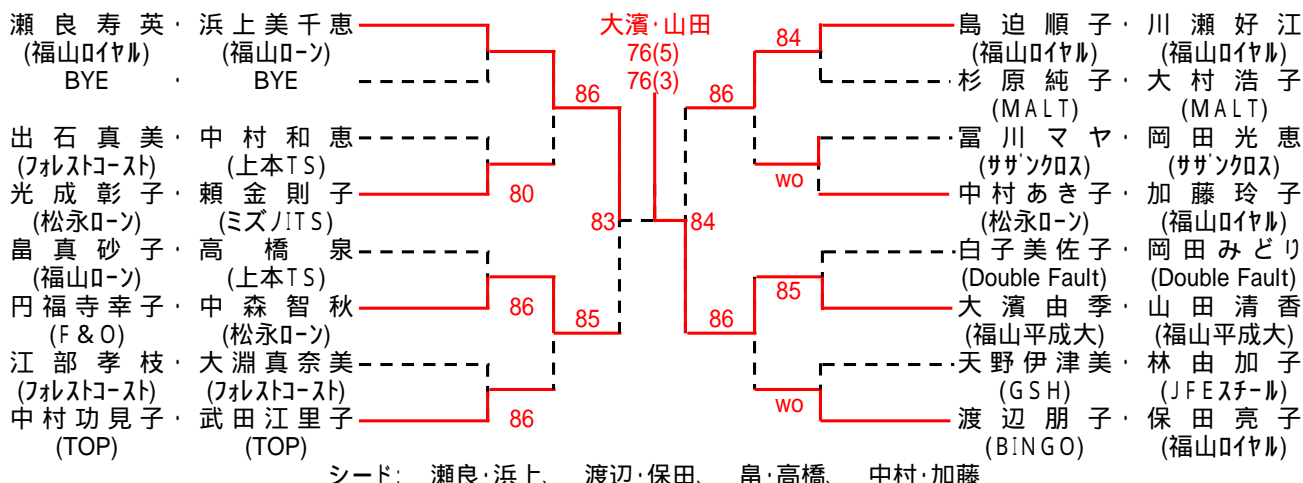 瀬良寿英・浜上美千恵
(福山ロイヤル) (福山ローン)
BYE ・ BYE
86
出石真美・中村和恵
(フォレストコースト) (上本TS)
光成彰子・頼金則子
80
(松永ローン) (ミズノITS)
83
畠真砂子・高橋泉
(福山ローン) (上本TS)
円福寺幸子・中森智秋
86
85
(F&O) (松永ローン)
江部孝枝・大淵真奈美
(フォレストコースト) (フォレストコースト)
中村功見子・武田江里子
86
(TOP) (TOP)
大濱・山田
76(5)
76(3)
島迫順子・川瀬好江
84
(福山ロイヤル) (福山ロイヤル)
杉原純子・大村浩子
86
(MALT) (MALT)
冨川マヤ・岡田光恵
(サザンクロス) (サザンクロス)
wo
中村あき子・加藤玲子
(松永ローン) (福山ロイヤル)
84
白子美佐子・岡田みどり
(Double Fault) (Double Fault)
85
大濱由季・山田清香
86
(福山平成大) (福山平成大)
天野伊津美・林由加子
(GSH) (JFEスチール)
wo
渡辺朋子・保田亮子
(BINGO) (福山ロイヤル)
シード: 瀬良・浜上、 渡辺・保田、 畠・高橋、 中村・加藤